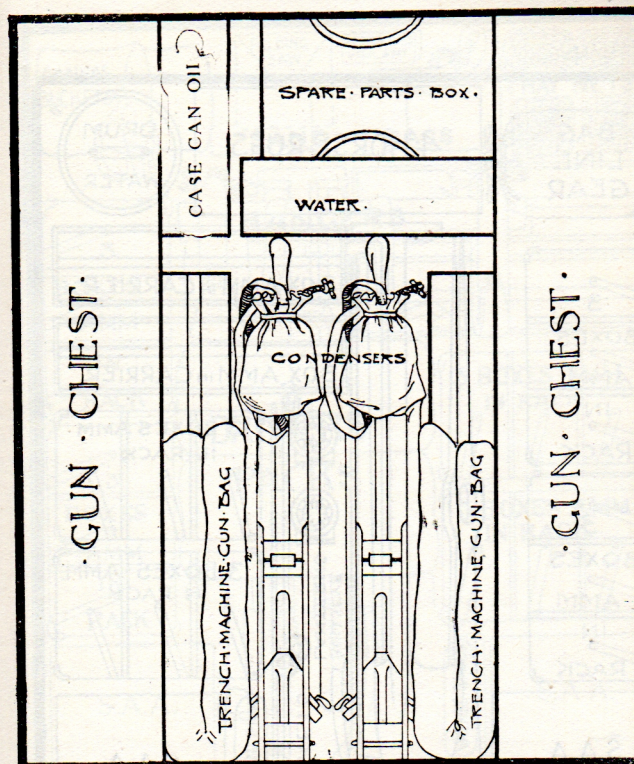 CASE CAN OIL
SPARE · PARTS · BOX .
WATER .
· GUN · CHEST ·
CONDENSERS
· GUN · CHEST ·
TRENCH · MACHINE · GUN · BAG
TRENCH · MACHINE · GUN · BAG